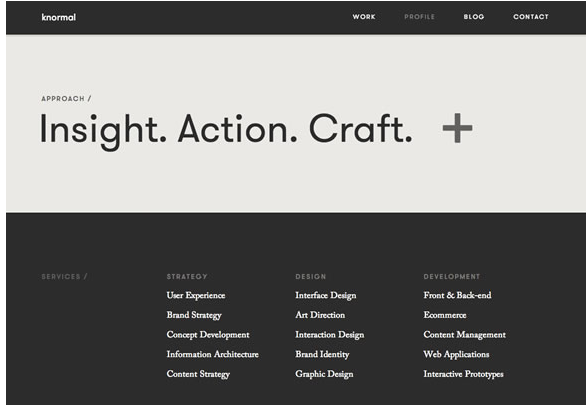 knormal WORK PROFILE BLOG CONTACT
APPROACH /
Insight. Action. Craft. +
SERVICES / STRATEGY DESIGN DEVELOPMENT
User Experience Interface Design Front & Back-end
Brand Strategy Art Direction Ecommerce
Concept Development Interaction Design Content Management
Information Architecture Brand Identity Web Applications
Content Strategy Graphic Design Interactive Prototypes